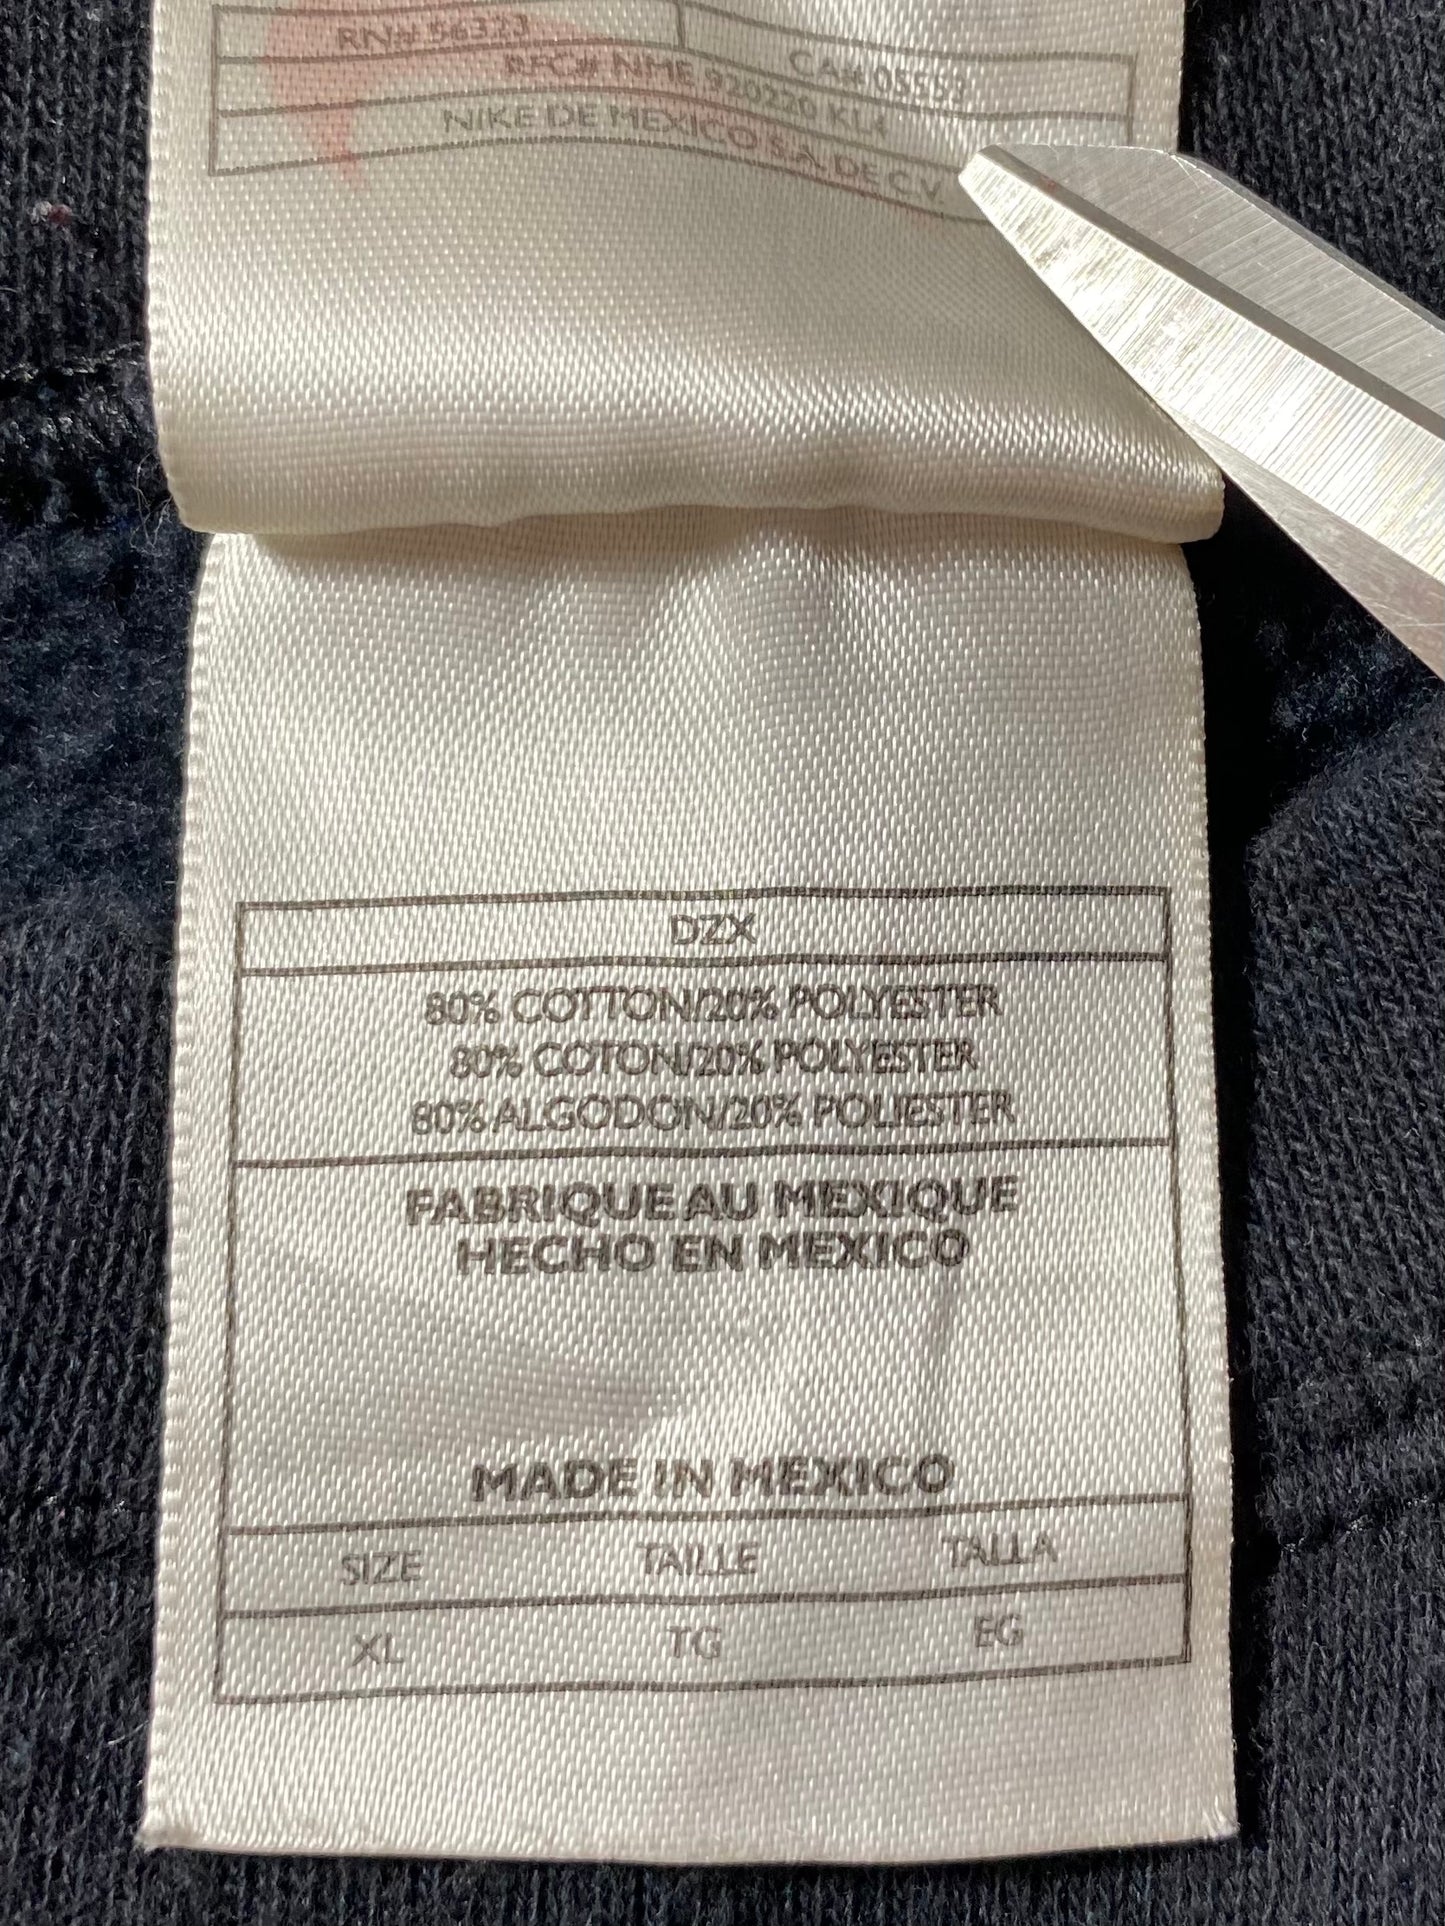 RN# 56323
CA# 05553
RFC# NME 920220 KL4
NIKE DE MEXICO S.A. DE C.V.
DZX
80% COTTON/20% POLYESTER
80% COTON/20% POLYESTER
80% ALGODON/20% POLIESTER
FABRIQUE AU MEXIQUE
HECHO EN MEXICO
MADE IN MEXICO
SIZE TAILLE TALLA
XL TG EG